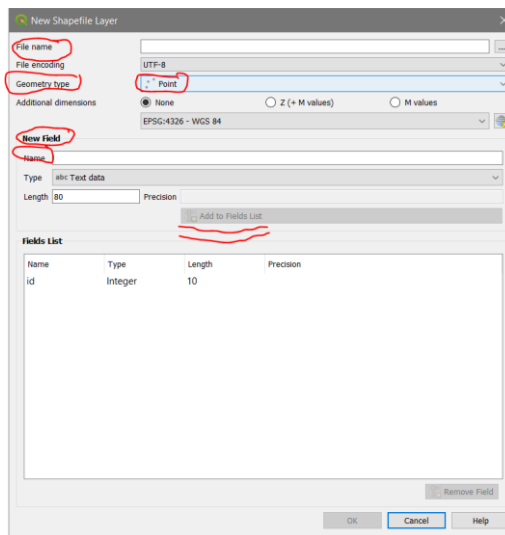 New Shapefile Layer
File name
...
File encoding UTF-8
Geometry type Point
Additional dimensions None Z (+ M values) M values
EPSG:4326 - WGS 84
New Field
Name
Type abc Text data
Length 80 Precision
Add to Fields List
Fields List
Name Type Length Precision
id Integer 10
Remove Field
OK Cancel Help